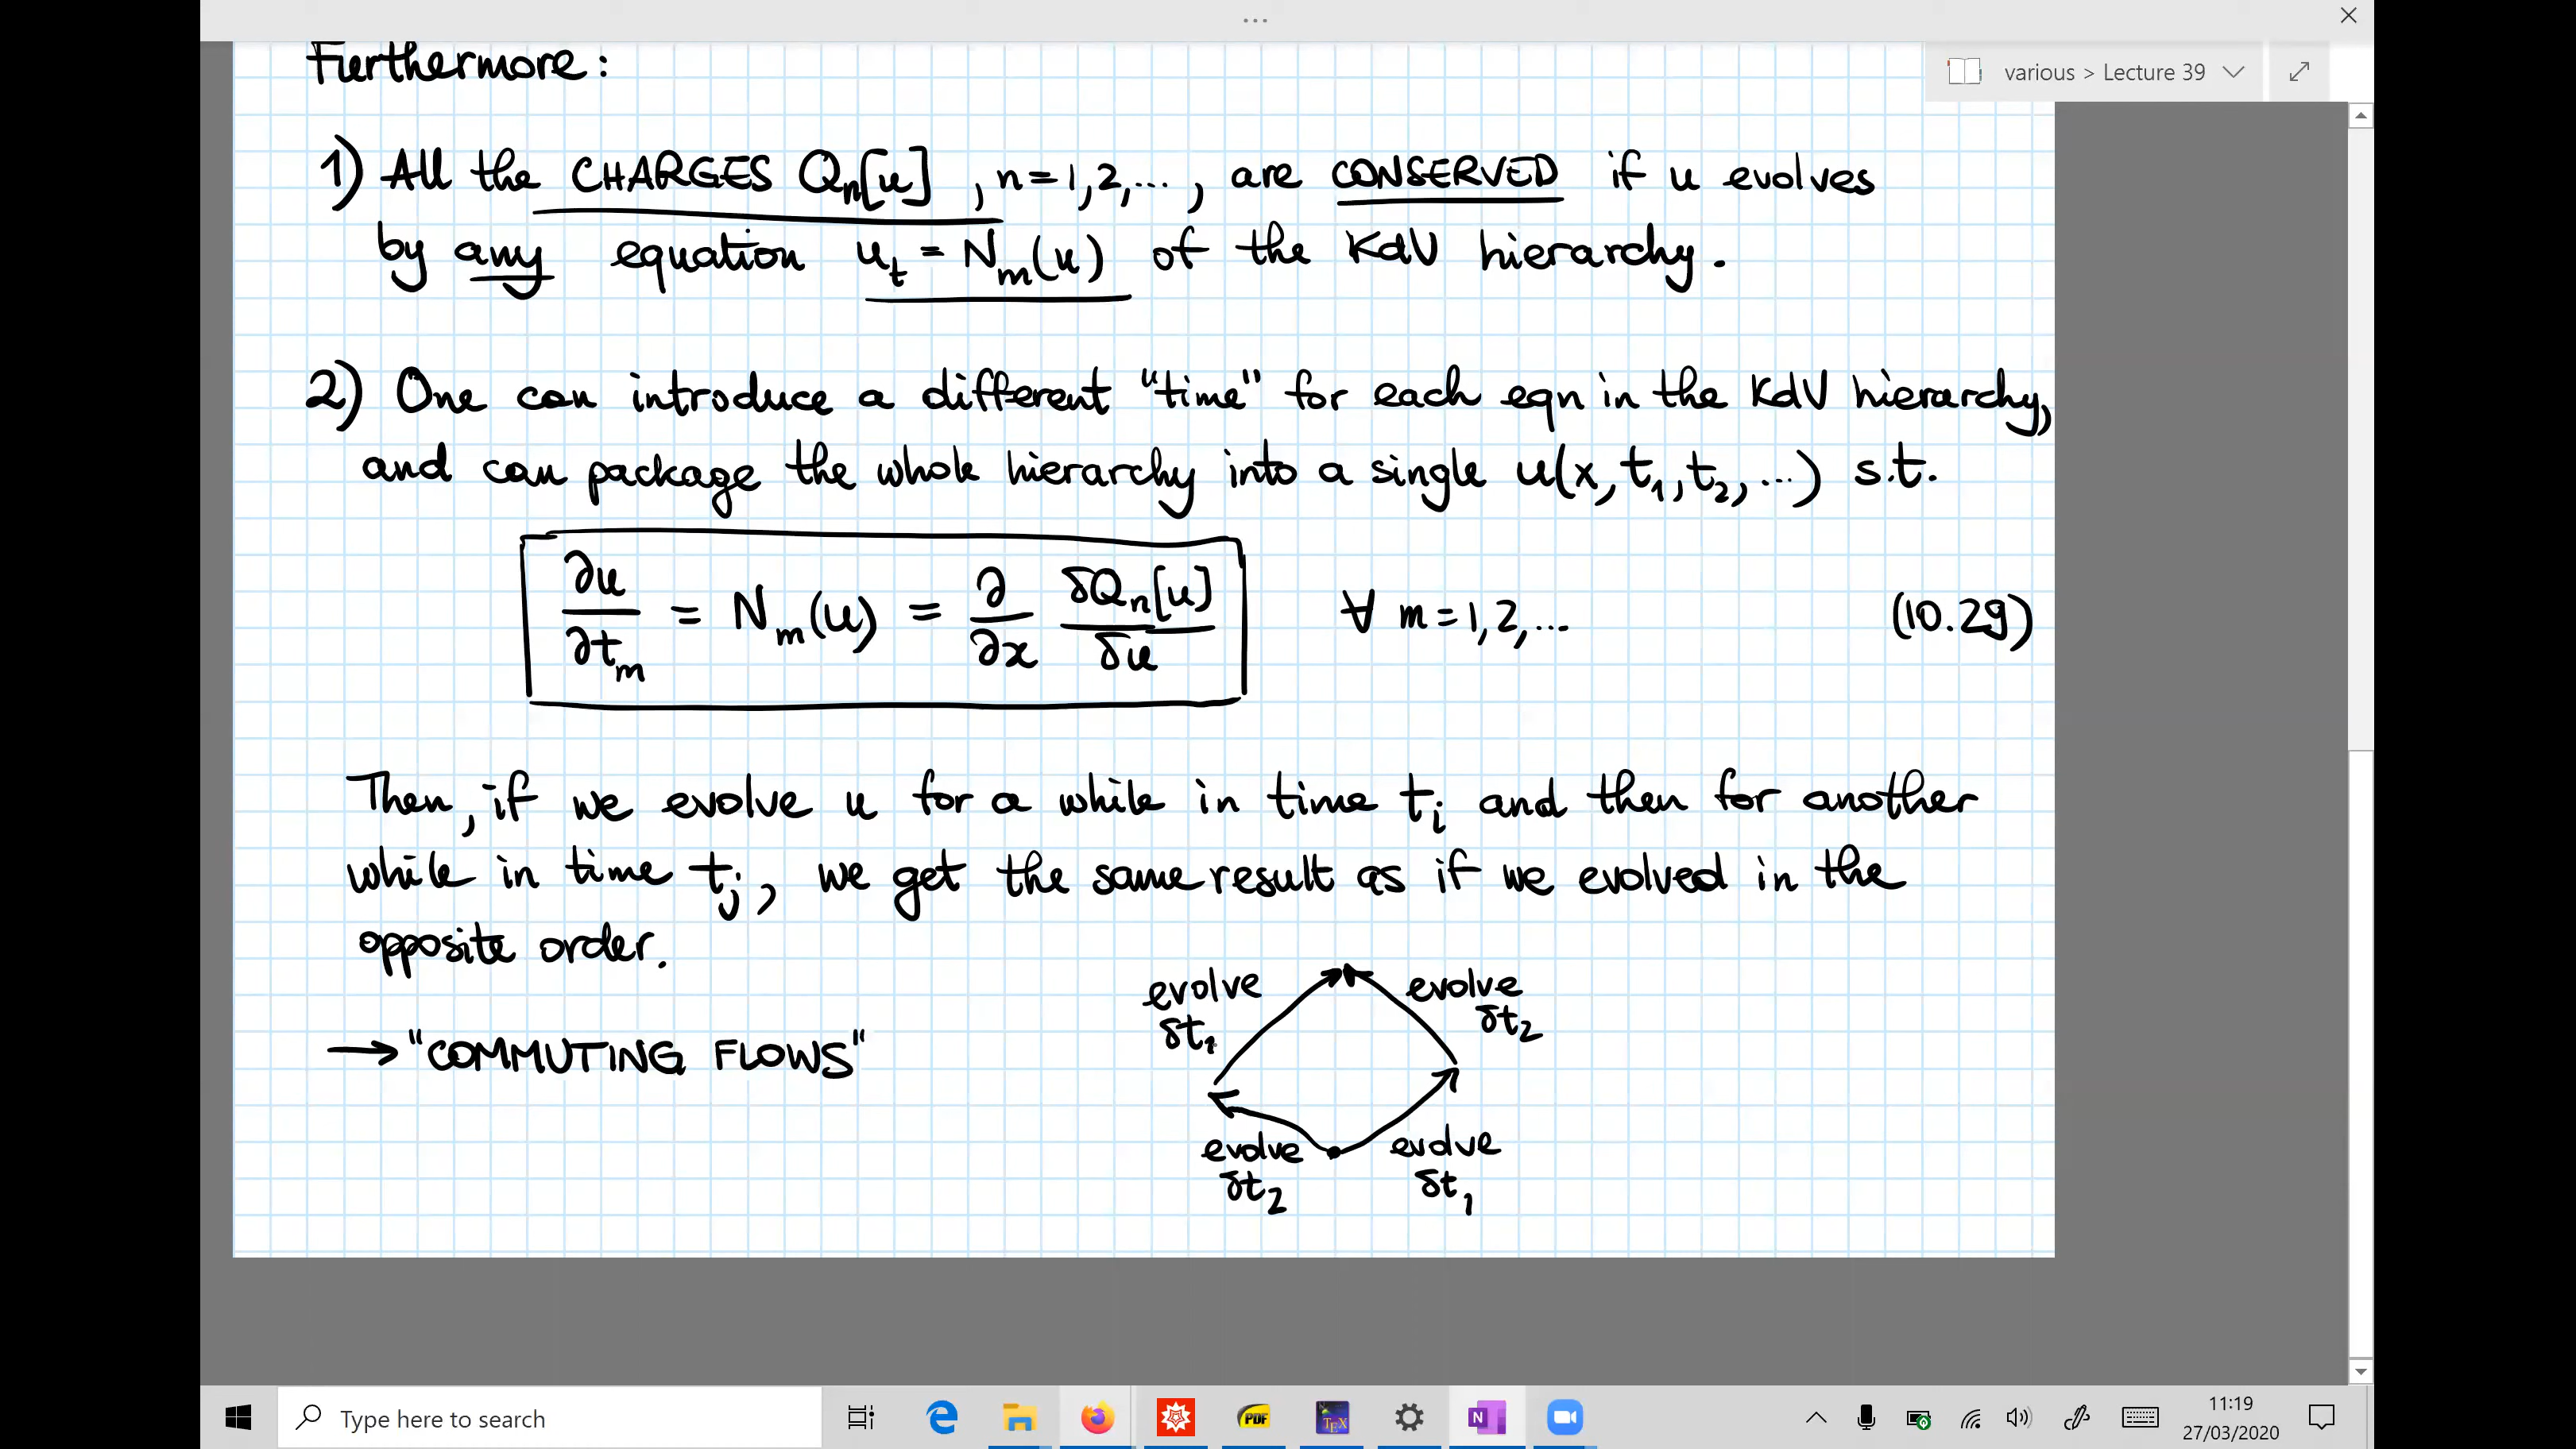 ...
various > Lecture 39
Furthermore:
1) All the CHARGES Qₙ[u], n=1,2,..., are CONSERVED if u evolves
by any equation uₜ = Nₘ(u) of the KdV hierarchy.
2) One can introduce a different "time" for each eqn in the KdV hierarchy,
and can package the whole hierarchy into a single u(x, t₁, t₂, ...) s.t.
∂u/∂tₘ = Nₘ(u) = ∂/∂x δQₙ[u]/δu ∀ m=1,2,... (10.29)
Then, if we evolve u for a while in time tᵢ and then for another
while in time tⱼ, we get the same result as if we evolved in the
opposite order.
→ "COMMUTING FLOWS"
evolve δt₁
evolve δt₂
evolve δt₂
evolve δt₁
Type here to search
PDF
TEX
N
11:19
27/03/2020